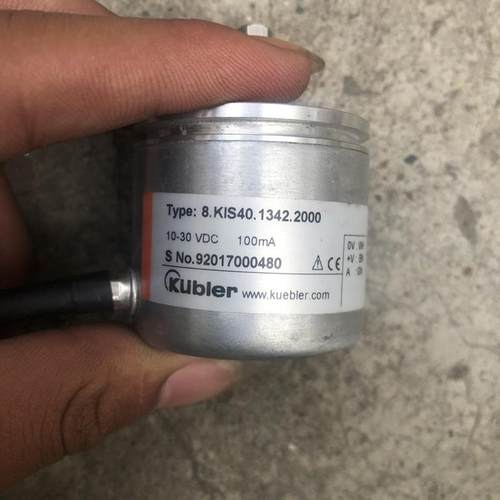 Type: 8.KIS40.1342.2000
10-30 VDC 100mA
S No.92017000480
CE
Kübler www.kuebler.com
0V
+V
A